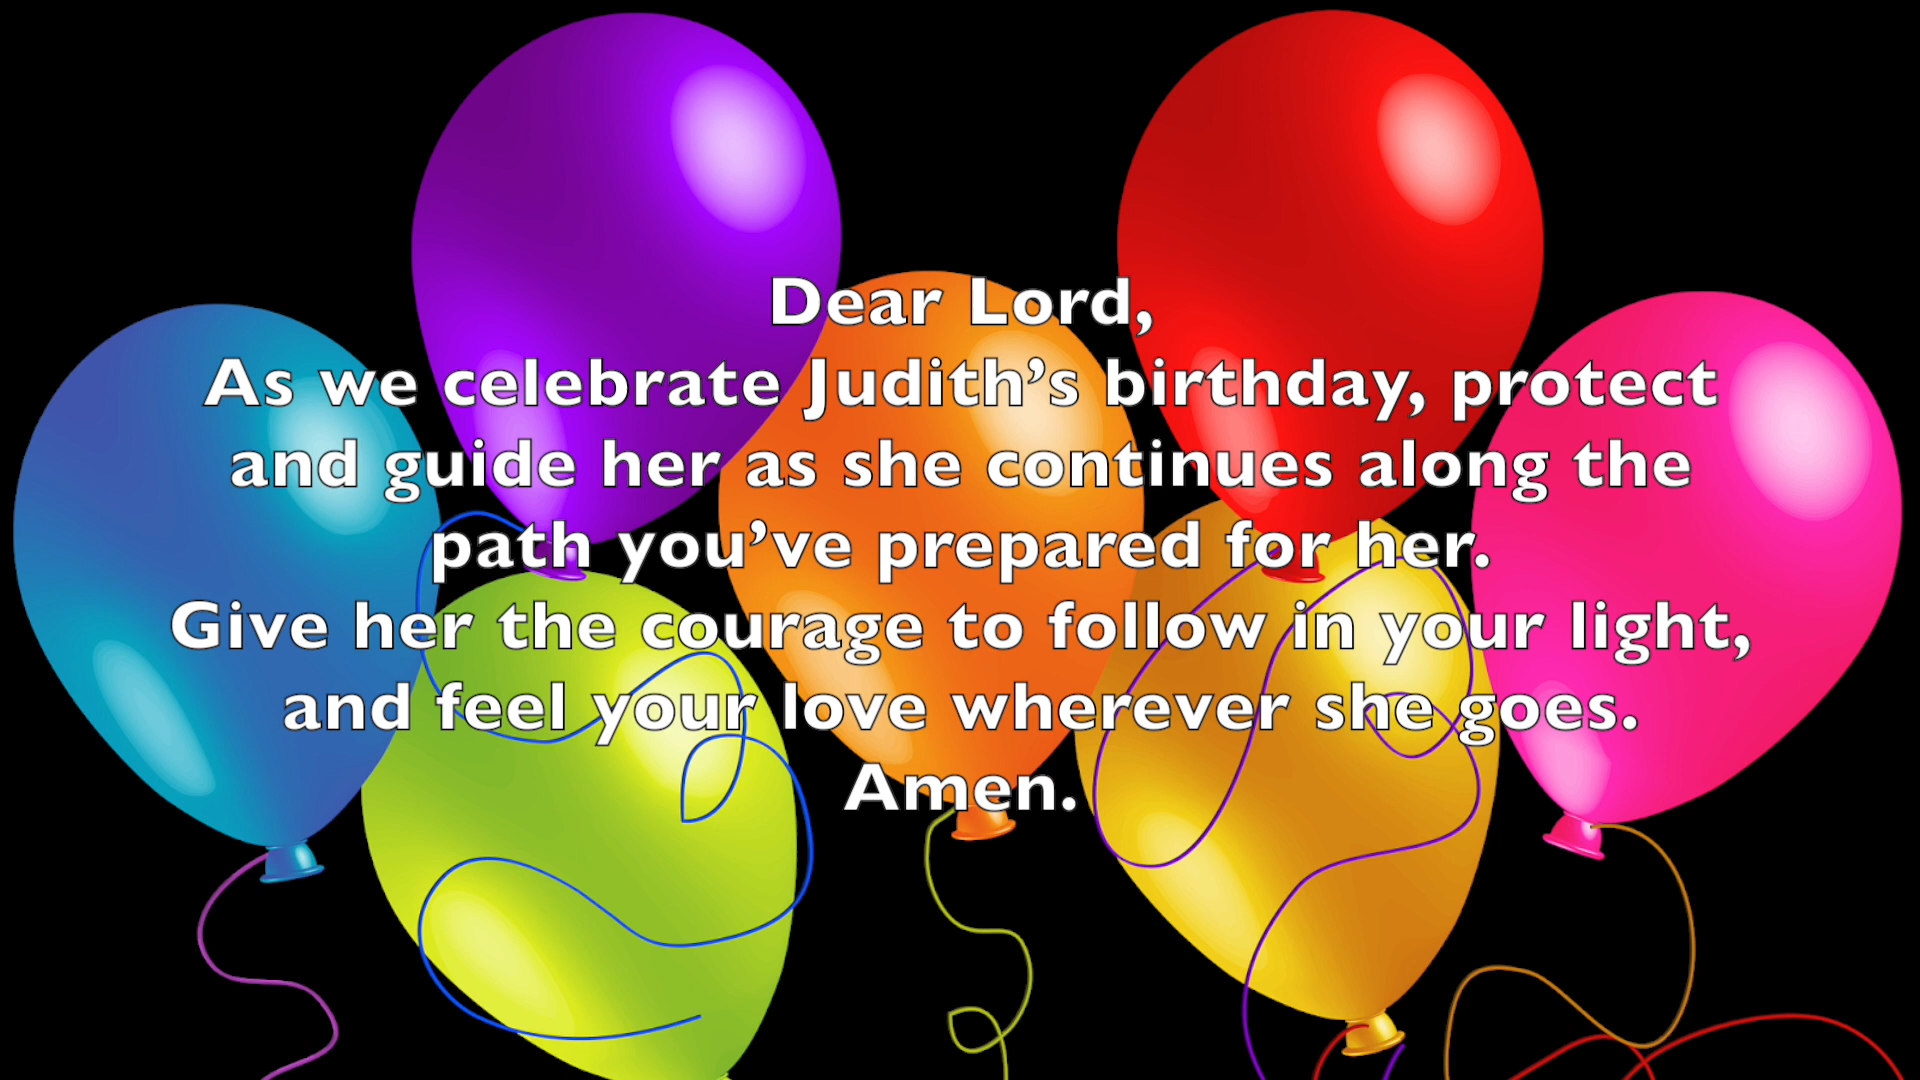 Dear Lord,
As we celebrate Judith’s birthday, protect
and guide her as she continues along the
path you’ve prepared for her.
Give her the courage to follow in your light,
and feel your love wherever she goes.
Amen.